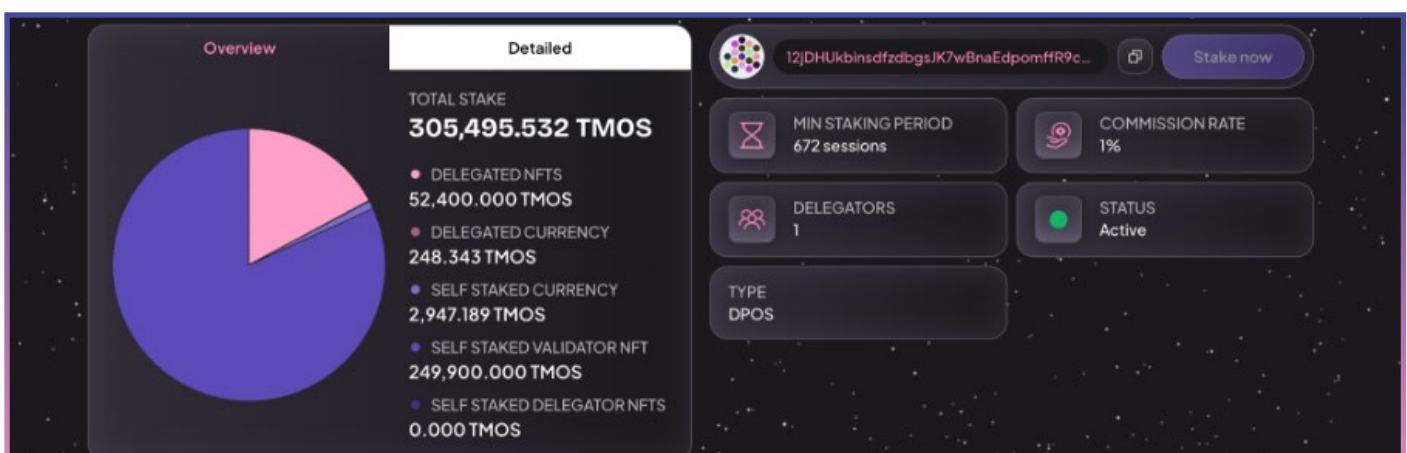 Overview
Detailed
TOTAL STAKE
305,495.532 TMOS
DELEGATED NFTS
52,400.000 TMOS
DELEGATED CURRENCY
248.343 TMOS
SELF STAKED CURRENCY
2,947.189 TMOS
SELF STAKED VALIDATOR NFT
249,900.000 TMOS
SELF STAKED DELEGATOR NFTS
0.000 TMOS
12jDHUkbinsdfzdbgsJK7wBnaEdpomffR9c...
Stake now
MIN STAKING PERIOD
672 sessions
COMMISSION RATE
1%
DELEGATORS
1
STATUS
Active
TYPE
DPOS